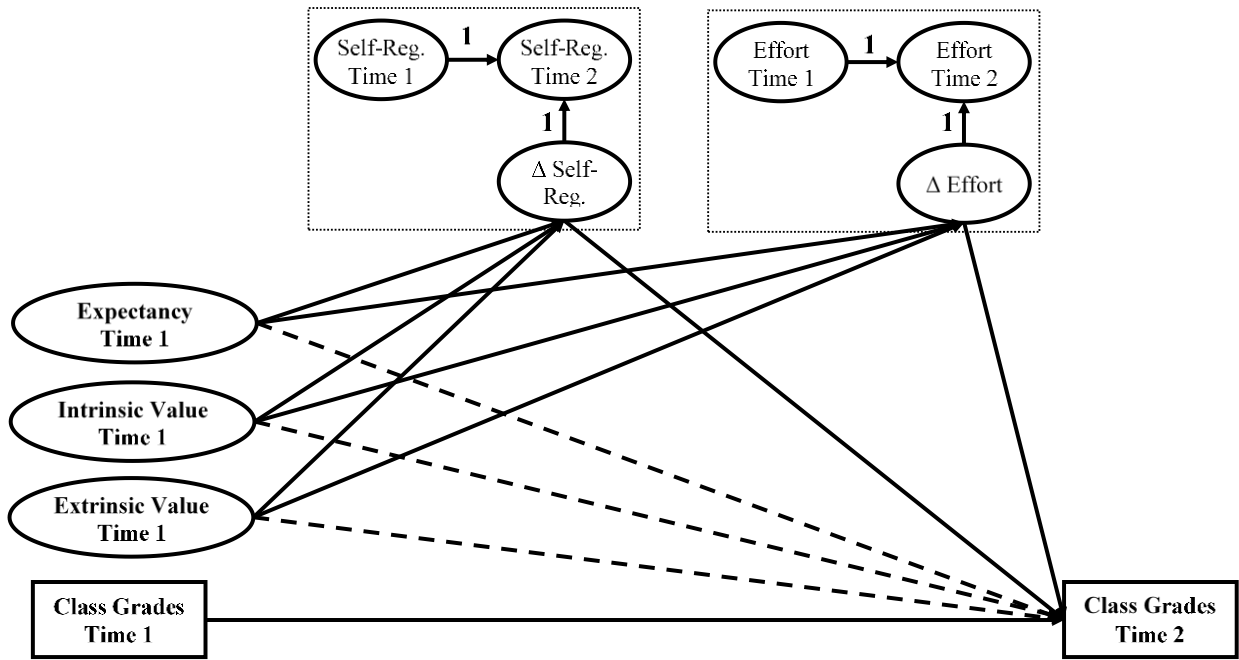 Self-Reg.
Time 1
1
Self-Reg.
Time 2
1
Δ Self-
Reg.
Effort
Time 1
1
Effort
Time 2
1
Δ Effort
Expectancy
Time 1
Intrinsic Value
Time 1
Extrinsic Value
Time 1
Class Grades
Time 1
Class Grades
Time 2